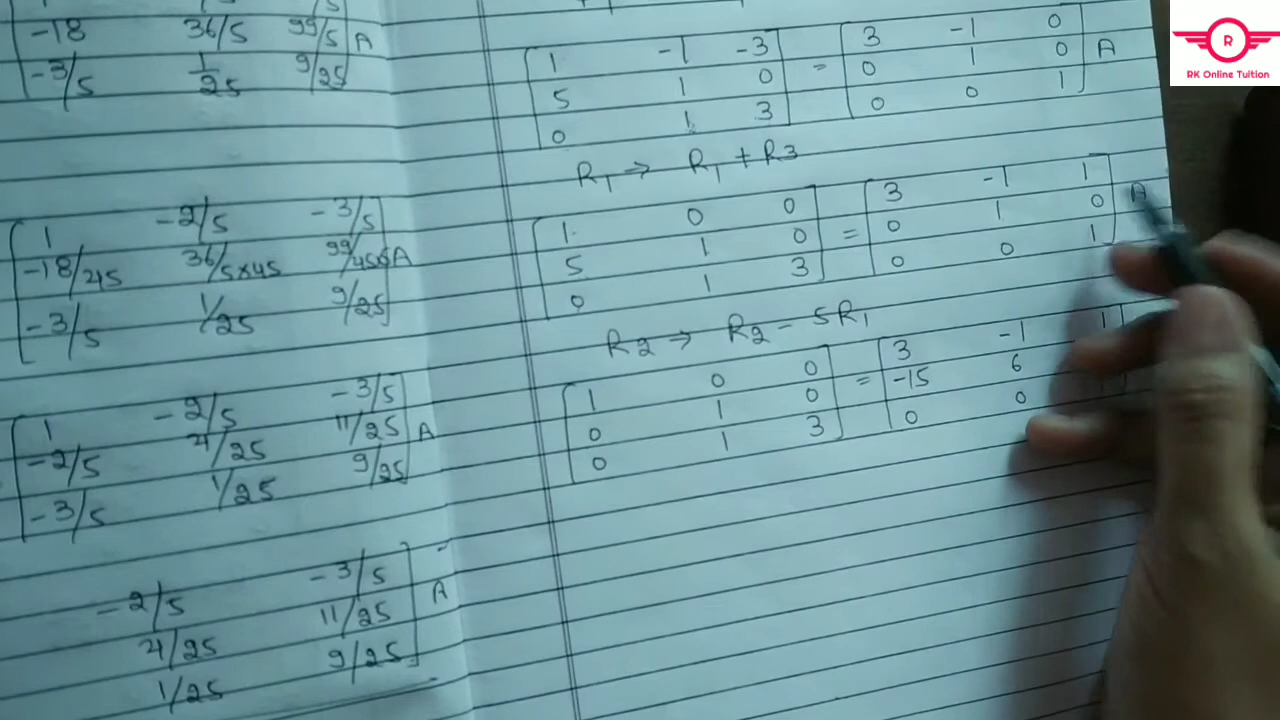 -18 36/5 99/5 A
-3/5 1/25 9/25
1 -2/5 -3/5
-18/45 36/5×45 99/45×5 A
-3/5 1/25 9/25
1 -2/5 -3/5
-2/5 4/25 11/25 A
-3/5 1/25 9/25
-2/5 -3/5
4/25 11/25 A
1/25 9/25
1 -1 -3 = 3 -1 0
5 1 0 0 1 0 A
0 1 3 0 0 1
R1 → R1 + R3
1 0 0 = 3 -1 1
5 1 0 0 1 0 A
0 1 3 0 0 1
R2 → R2 - 5R1
1 0 0 = 3 -1 1
0 1 0 -15 6
0 1 3 0 0
R
RK Online Tuition